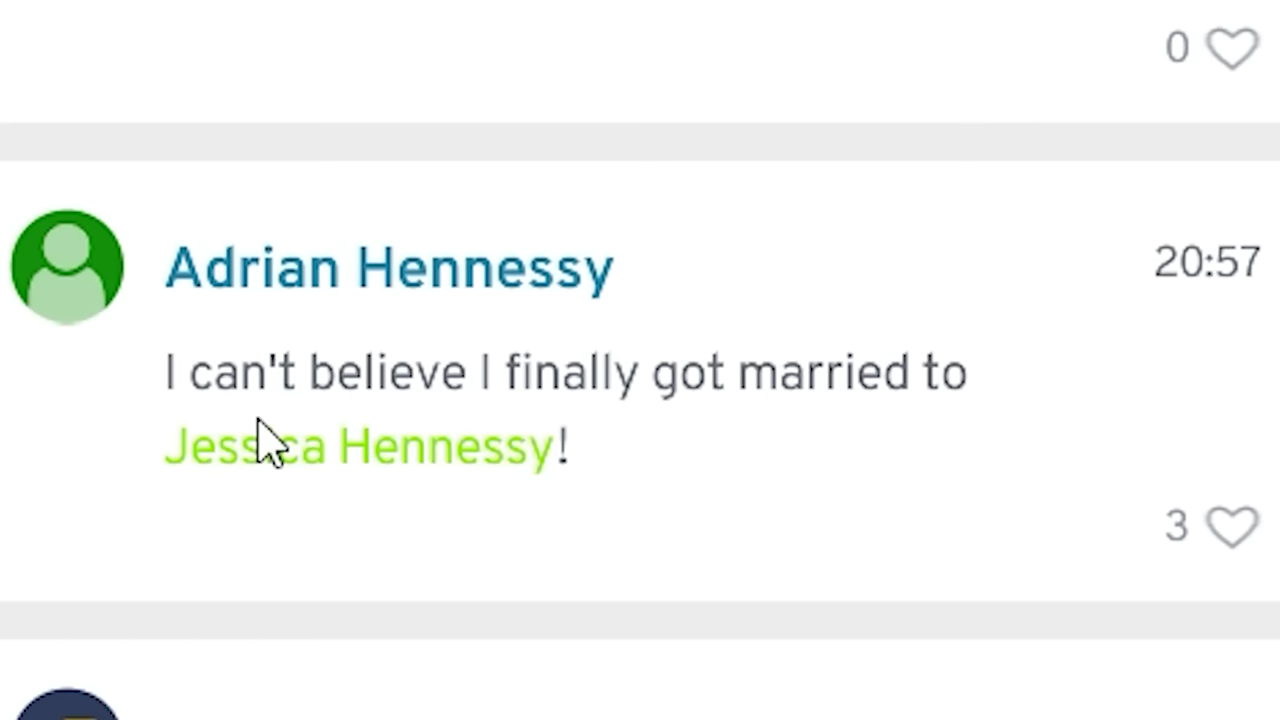 0
Adrian Hennessy
20:57
I can't believe I finally got married to
Jessica Hennessy!
3